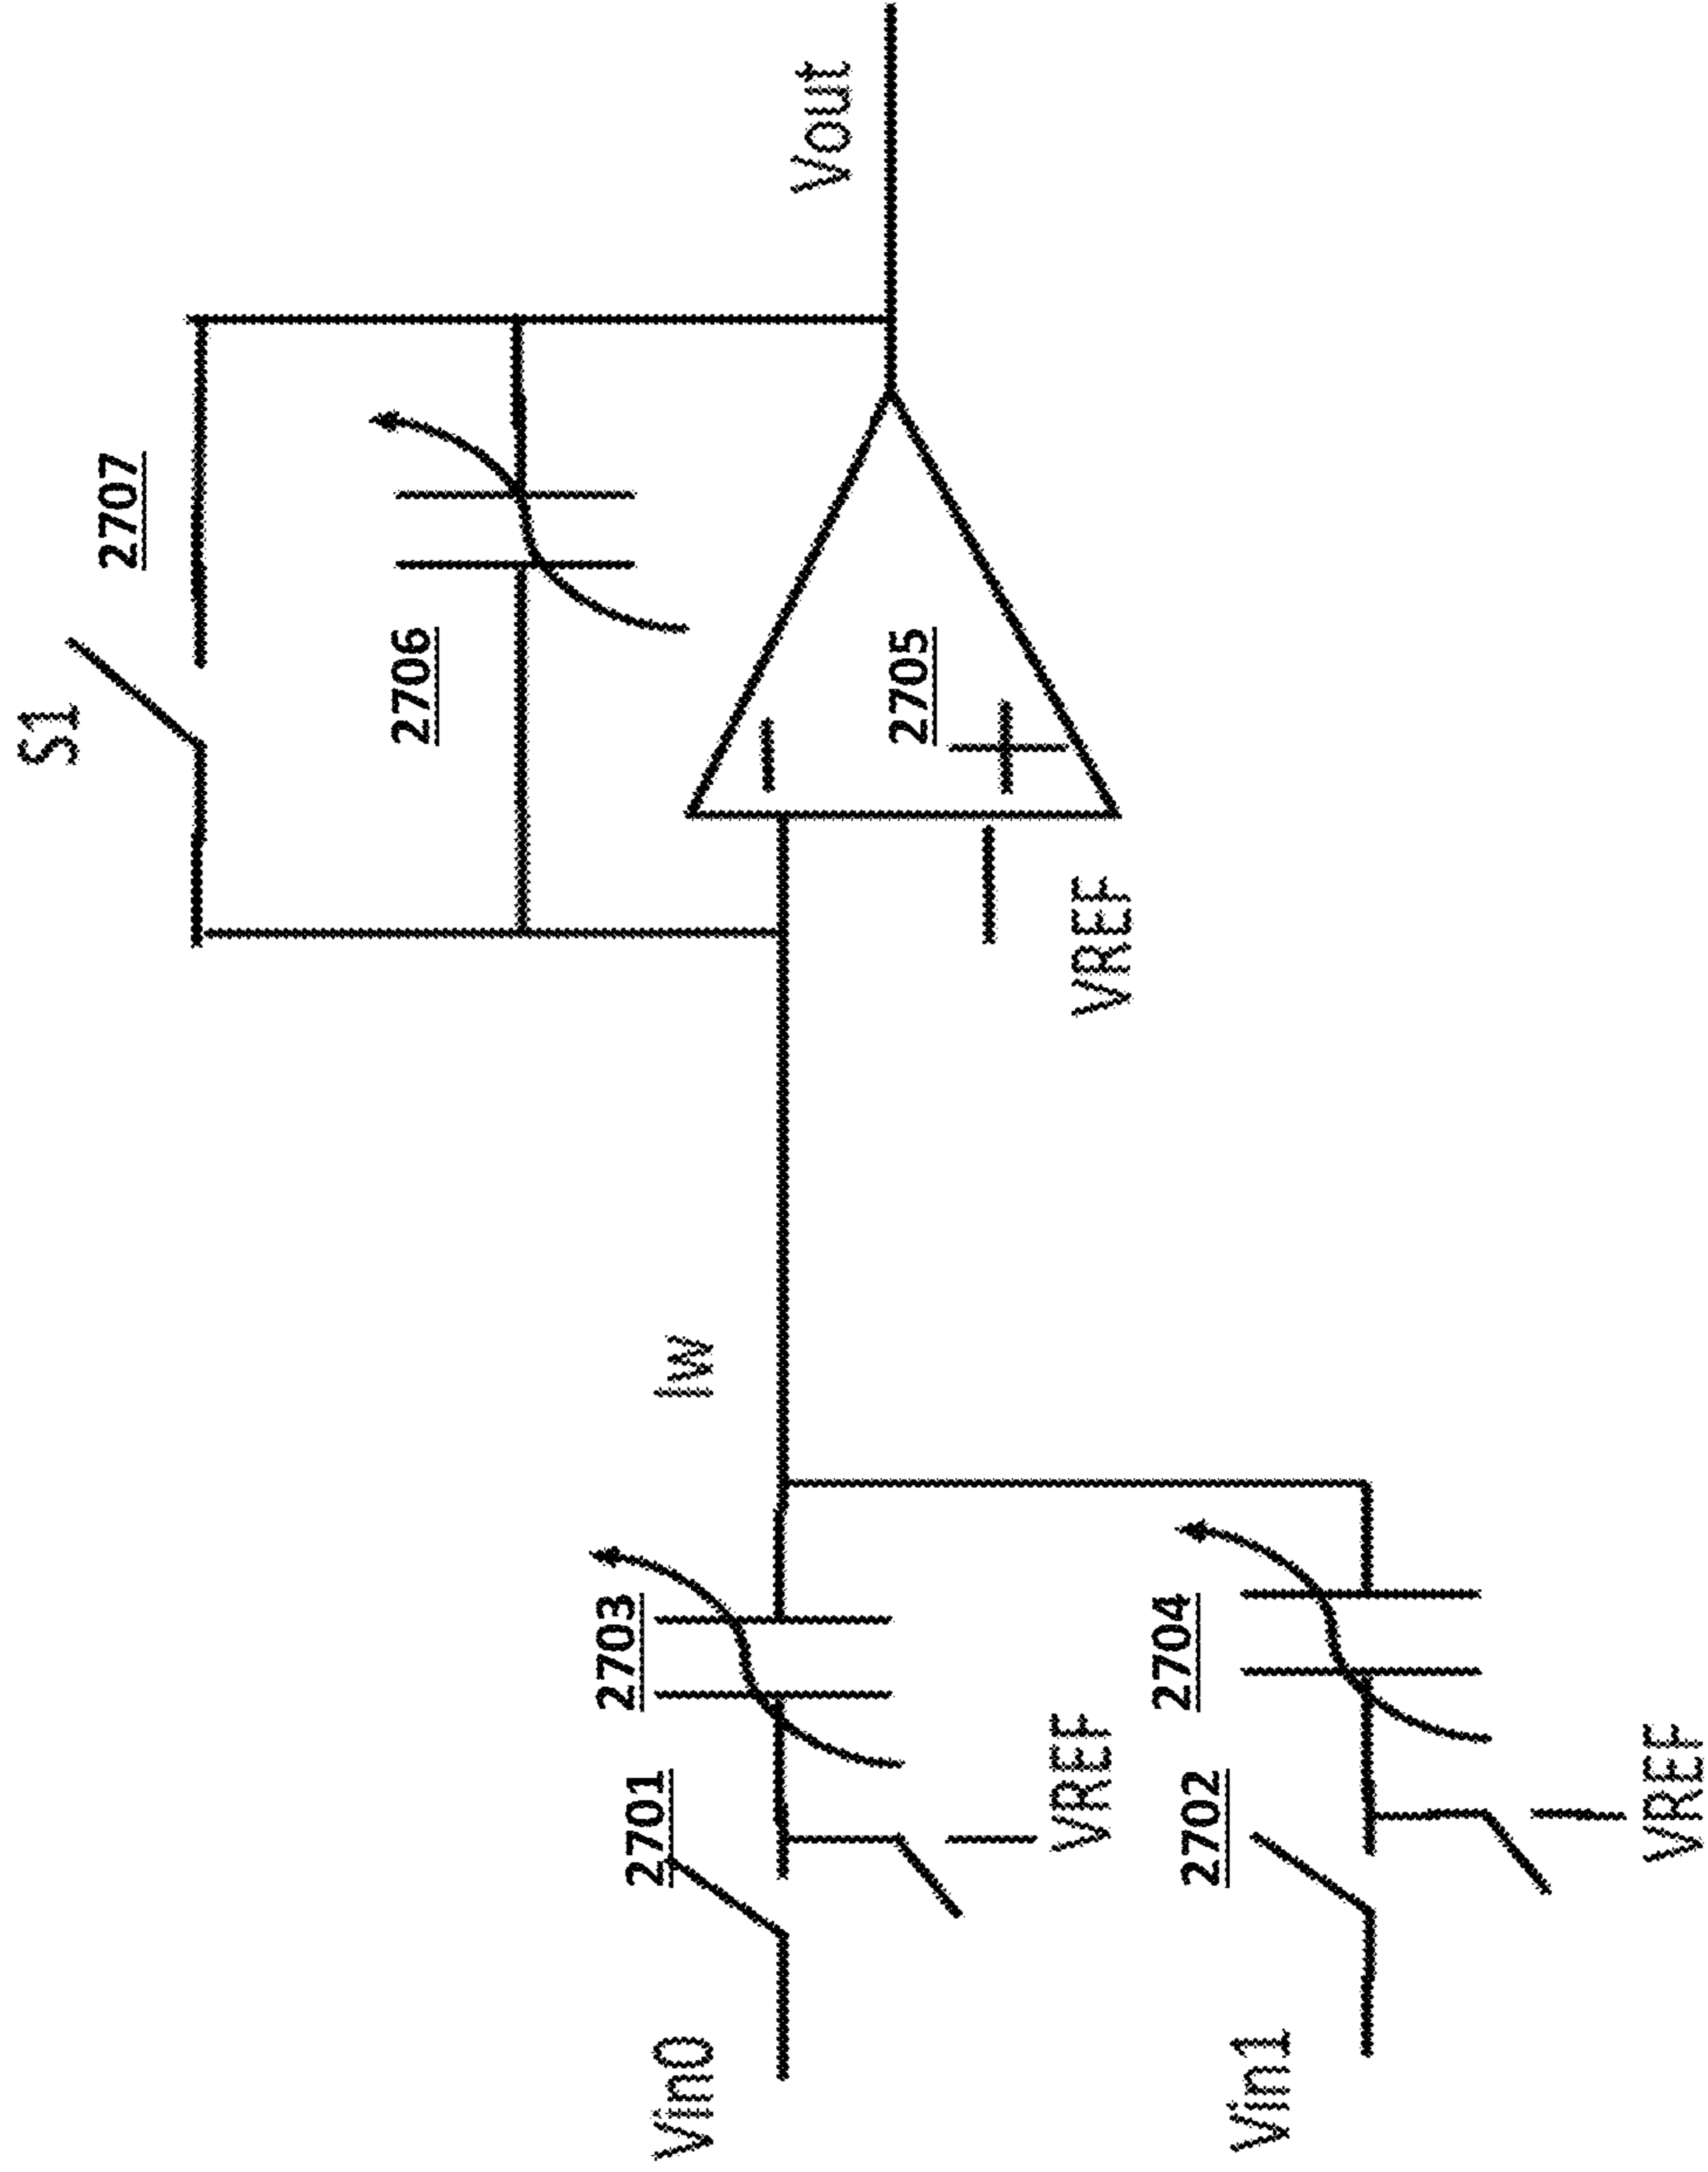 S1
2707
2706
Vout
2705
VREF
Iw
2703
2701
Vin0
VREF
2704
2702
Vin1
VREF